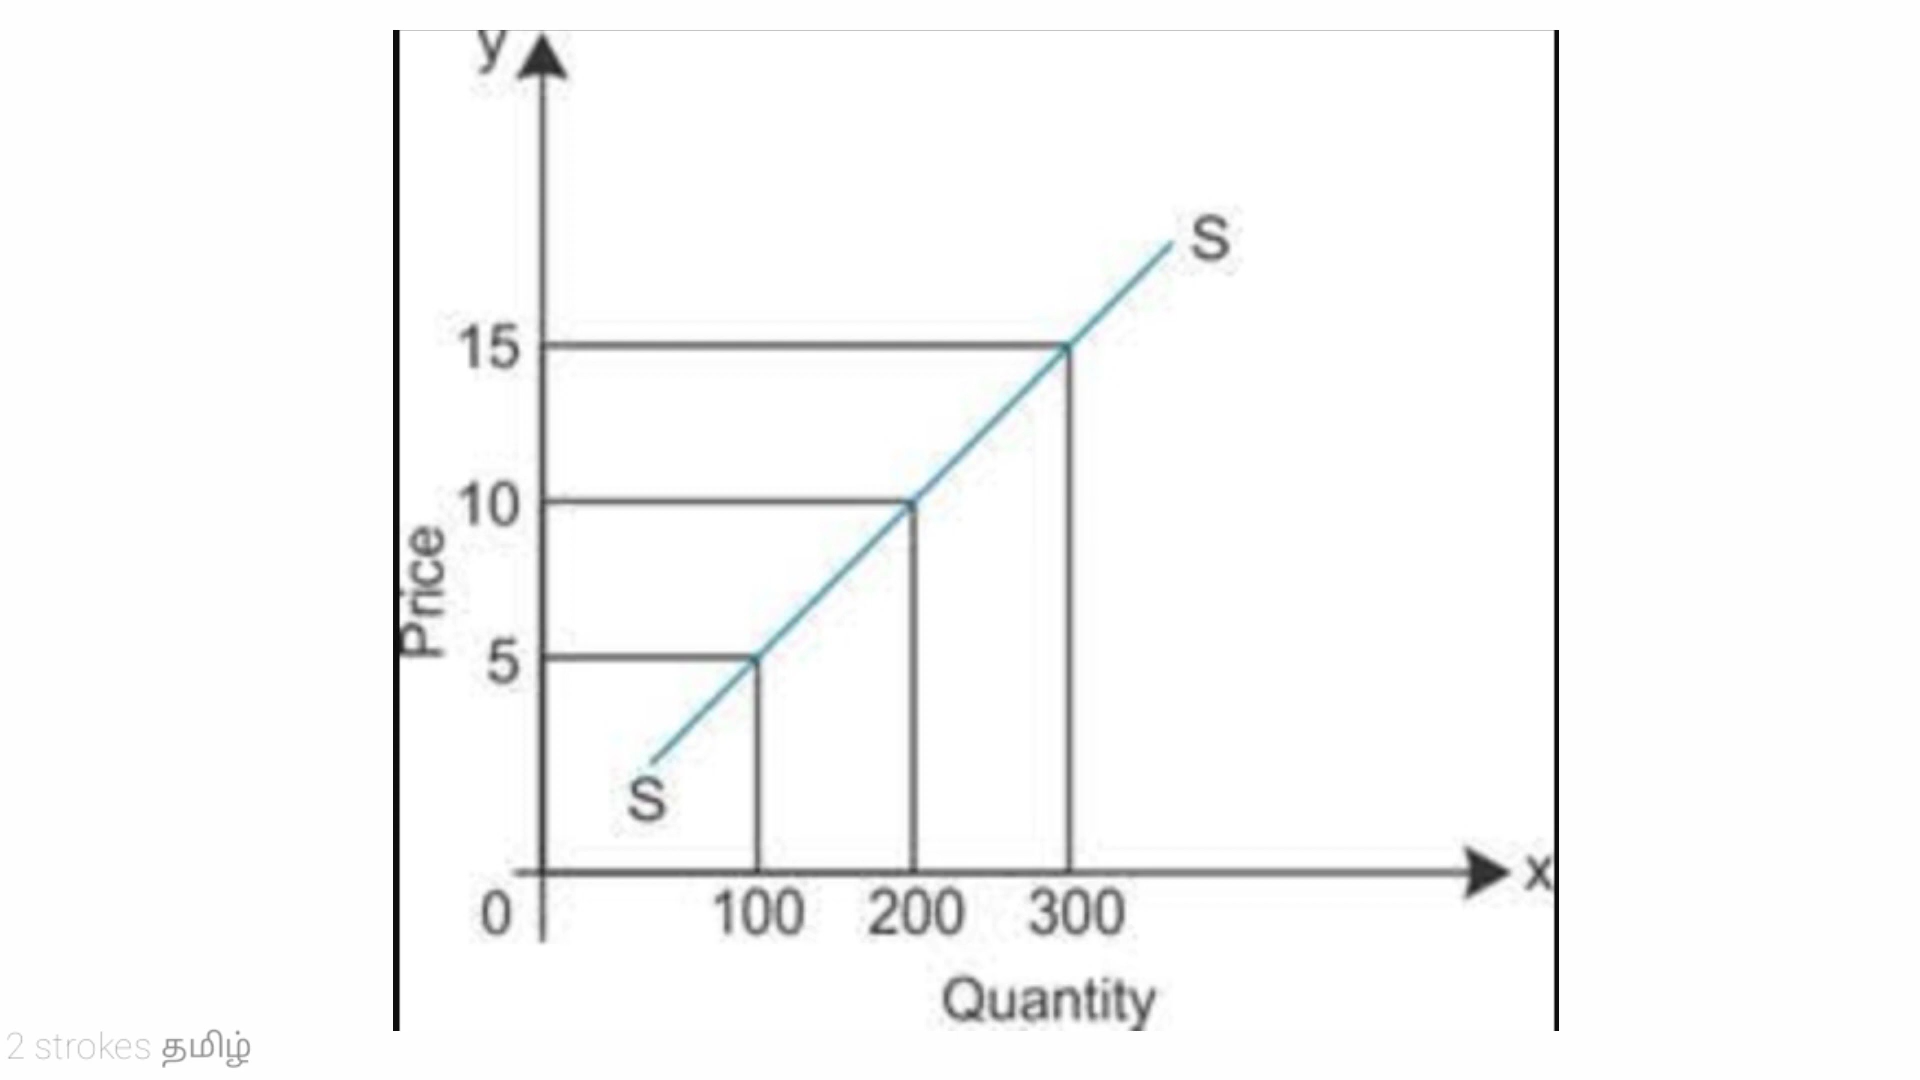 y
S
15
10
Price
5
S
0
100 200 300
x
Quantity
2 strokes தமிழ்